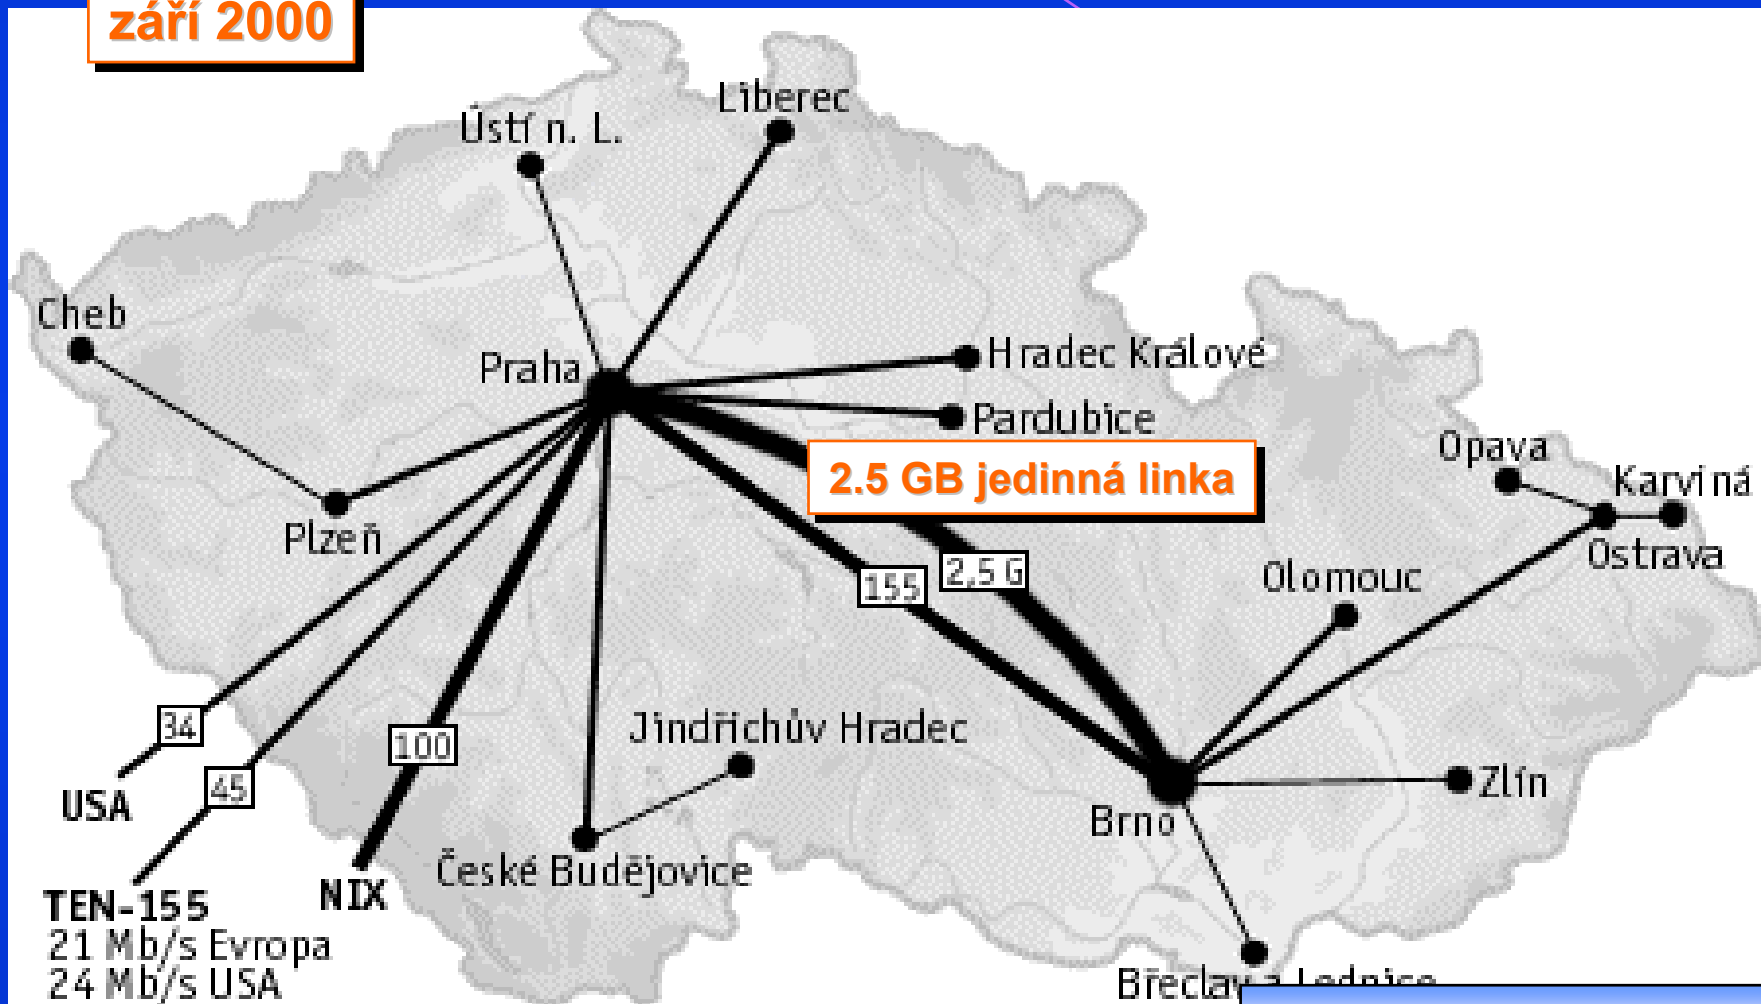 září 2000
Liberec
Ústí n. L.
Cheb
Praha
Hradec Králové
Pardubice
2.5 GB jedinná linka
Opava
Karviná
Plzeň
Ostrava
155
2,5 G
Olomouc
34
100
Jindřichův Hradec
45
USA
Zlín
Brno
České Budějovice
NIX
TEN-155
21 Mb/s Evropa
24 Mb/s USA
Břeclav a Lednice